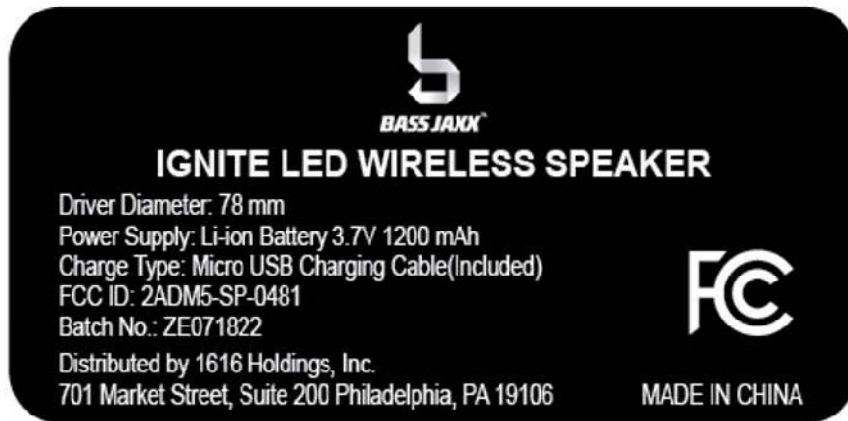 BASS JAXX™
IGNITE LED WIRELESS SPEAKER
Driver Diameter: 78 mm
Power Supply: Li-ion Battery 3.7V 1200 mAh
Charge Type: Micro USB Charging Cable(Included)
FCC ID: 2ADM5-SP-0481
Batch No.: ZE071822
FC
Distributed by 1616 Holdings, Inc.
701 Market Street, Suite 200 Philadelphia, PA 19106
MADE IN CHINA